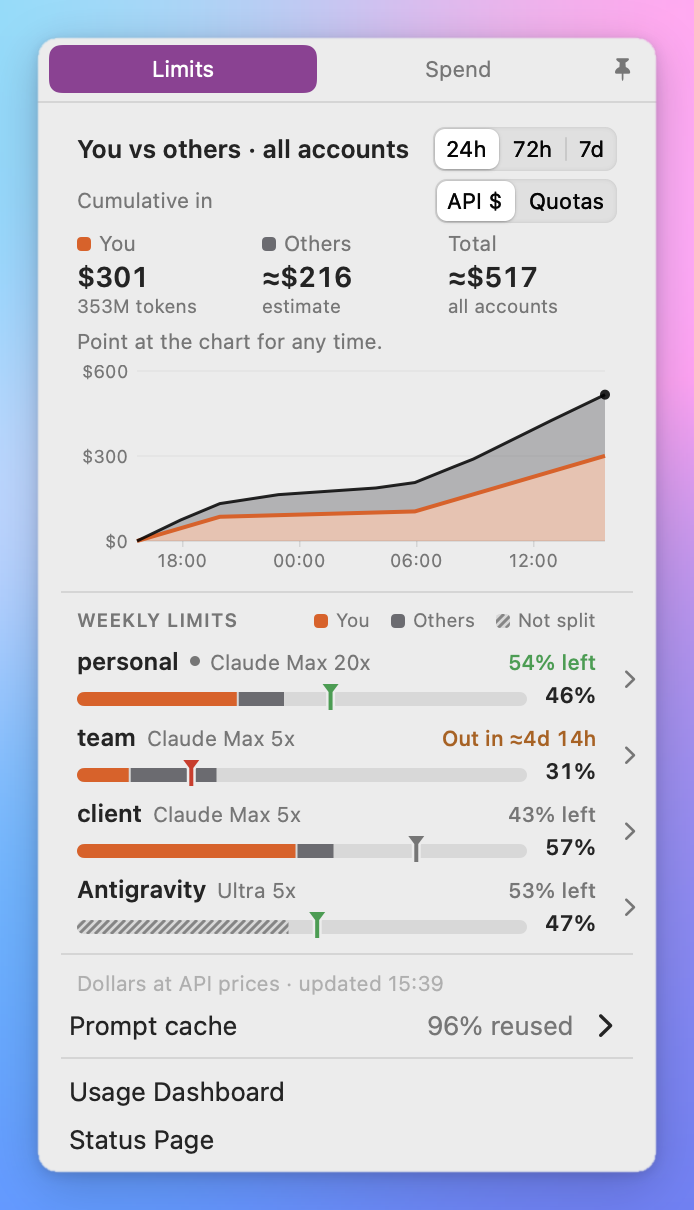 Limits Spend
You vs others · all accounts 24h 72h 7d
Cumulative in API $ Quotas
You Others Total
$301 ≈$216 ≈$517
353M tokens estimate all accounts
Point at the chart for any time.
$600
$300
$0
18:00 00:00 06:00 12:00
WEEKLY LIMITS You Others Not split
personal Claude Max 20x 54% left
46%
team Claude Max 5x Out in ≈4d 14h
31%
client Claude Max 5x 43% left
57%
Antigravity Ultra 5x 53% left
47%
Dollars at API prices · updated 15:39
Prompt cache 96% reused
Usage Dashboard
Status Page